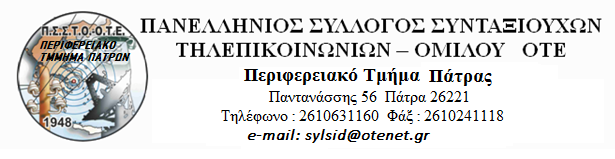 Π.Σ.Σ.Τ.Ο-Ο.Τ.Ε.
ΠΕΡΙΦΕΡΕΙΑΚΟ
ΤΜΜΗΜΑ ΠΑΤΡΩΝ
1948
ΠΑΝΕΛΛΗΝΙΟΣ ΣΥΛΛΟΓΟΣ ΣΥΝΤΑΞΙΟΥΧΩΝ
ΤΗΛΕΠΙΚΟΙΝΩΝΙΩΝ – ΟΜΙΛΟΥ ΟΤΕ
Περιφερειακό Τμήμα Πάτρας
Παντανάσσης 56 Πάτρα 26221
Τηλέφωνο : 2610631160 Φάξ : 2610241118
e-mail: sylsid@otenet.gr